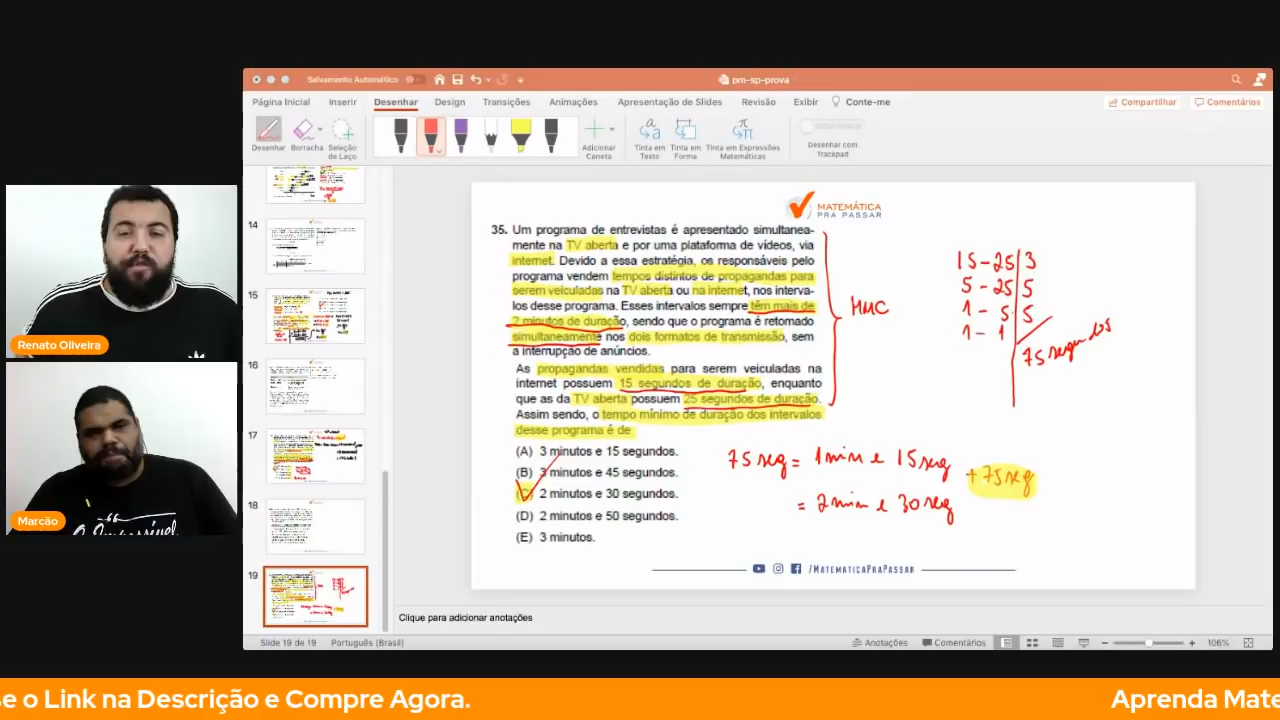 Salvamento Automático
pm-sp-prova
Página Inicial Inserir Desenhar Design Transições Animações Apresentação de Slides Revisão Exibir Conte-me
Compartilhar Comentários
Desenhar Borracha Seleção de Laço Adicionar Caneta Tinta em Texto Tinta em Forma Tinta em Expressões Matemáticas Desenhar com Trackpad
14
15
16
17
18
19
MATEMÁTICA
PRA PASSAR
35. Um programa de entrevistas é apresentado simultanea-
mente na TV aberta e por uma plataforma de vídeos, via
internet. Devido a essa estratégia, os responsáveis pelo
programa vendem tempos distintos de propagandas para
serem veiculadas na TV aberta ou na internet, nos interva-
los desse programa. Esses intervalos sempre têm mais de
2 minutos de duração, sendo que o programa é retomado
simultaneamente nos dois formatos de transmissão, sem
a interrupção de anúncios.
As propagandas vendidas para serem veiculadas na
internet possuem 15 segundos de duração, enquanto
que as da TV aberta possuem 25 segundos de duração.
Assim sendo, o tempo mínimo de duração dos intervalos
desse programa é de
(A) 3 minutos e 15 segundos.
(B) 3 minutos e 45 segundos.
(C) 2 minutos e 30 segundos.
(D) 2 minutos e 50 segundos.
(E) 3 minutos.
MMC
15-25 3
5-25 5
1-5 5
1-1
75 segundos
75 seg = 1min e 15 seg + 75 seg
= 2min e 30 seg
/MatematicaPraPassar
Clique para adicionar anotações
Slide 19 de 19 Português (Brasil) Anotações Comentários 106%
Renato Oliveira
Marcão
se o Link na Descrição e Compre Agora. Aprenda Mate